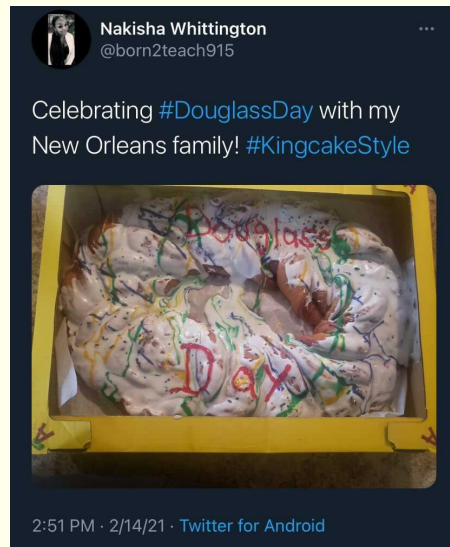 Nakisha Whittington
@born2teach915
Celebrating #DouglassDay with my
New Orleans family! #KingcakeStyle
Douglass
Day
2:51 PM · 2/14/21 · Twitter for Android